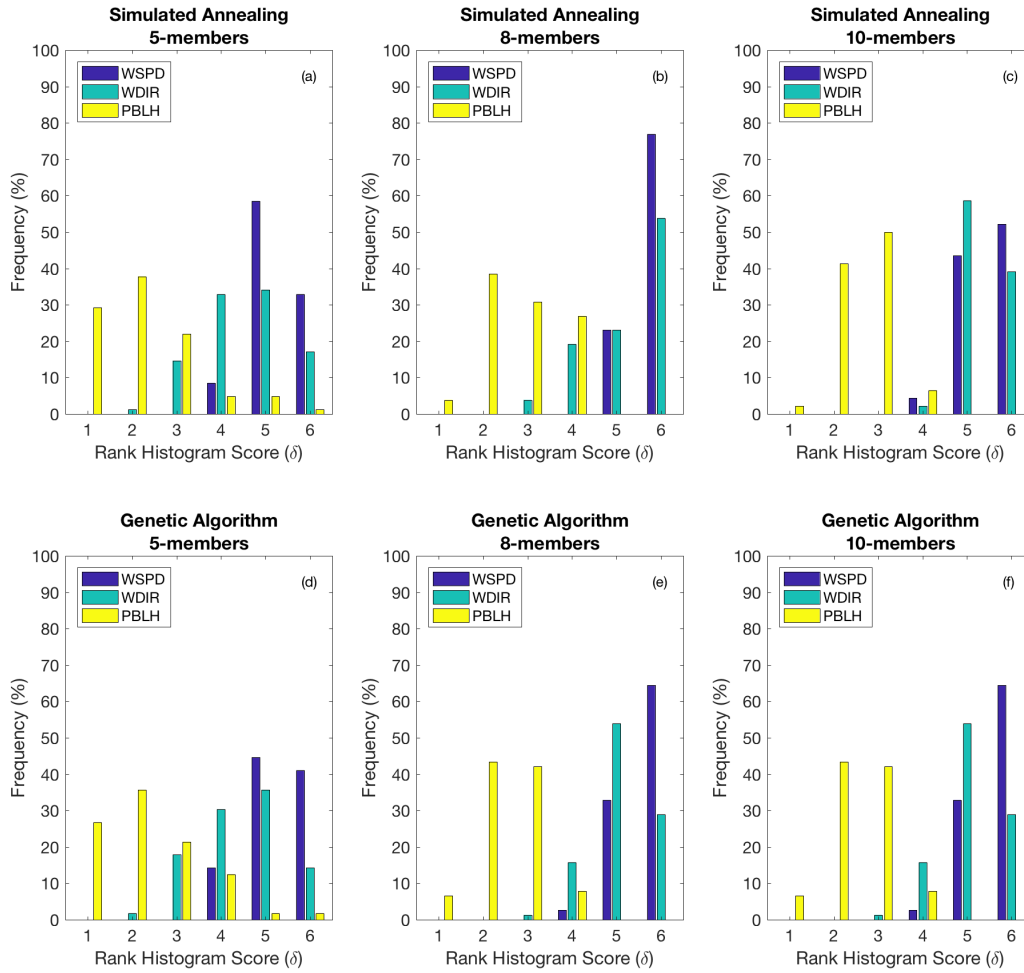 Simulated Annealing
5-members
100
90
80
70
60
50
40
30
20
10
0
Frequency (%)
WSPD
WDIR
PBLH
(a)
1 2 3 4 5 6
Rank Histogram Score (δ)
Simulated Annealing
8-members
100
90
80
70
60
50
40
30
20
10
0
Frequency (%)
WSPD
WDIR
PBLH
(b)
1 2 3 4 5 6
Rank Histogram Score (δ)
Simulated Annealing
10-members
100
90
80
70
60
50
40
30
20
10
0
Frequency (%)
WSPD
WDIR
PBLH
(c)
1 2 3 4 5 6
Rank Histogram Score (δ)
Genetic Algorithm
5-members
100
90
80
70
60
50
40
30
20
10
0
Frequency (%)
WSPD
WDIR
PBLH
(d)
1 2 3 4 5 6
Rank Histogram Score (δ)
Genetic Algorithm
8-members
100
90
80
70
60
50
40
30
20
10
0
Frequency (%)
WSPD
WDIR
PBLH
(e)
1 2 3 4 5 6
Rank Histogram Score (δ)
Genetic Algorithm
10-members
100
90
80
70
60
50
40
30
20
10
0
Frequency (%)
WSPD
WDIR
PBLH
(f)
1 2 3 4 5 6
Rank Histogram Score (δ)